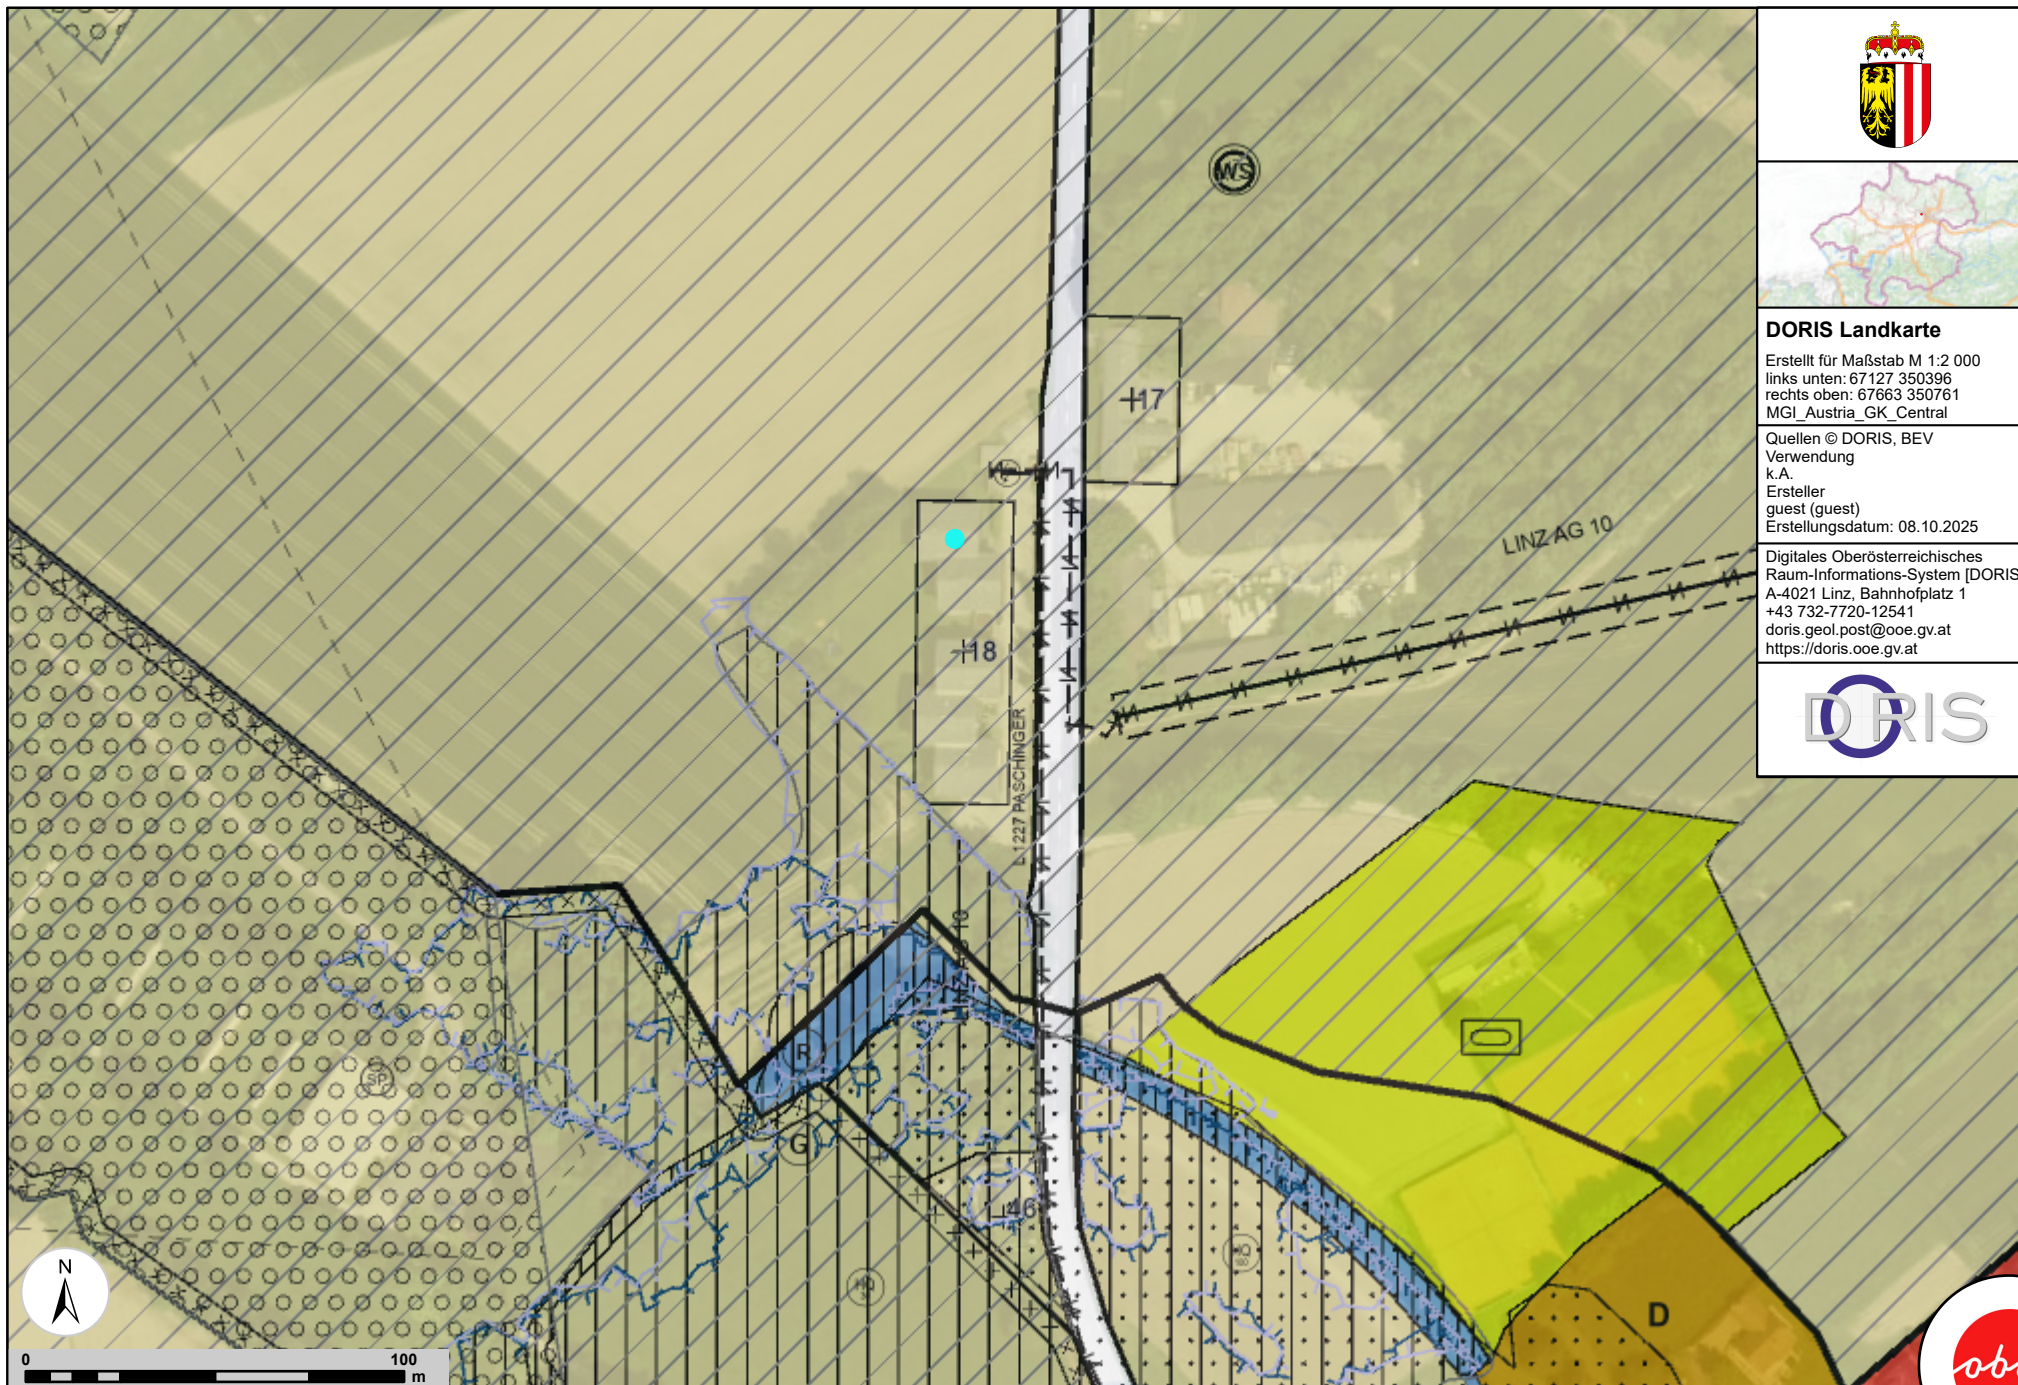 WS
+17
LINZ AG 10
+18
L1227 PASCHINGER
SP
R
G
+46
HQ
D
N
0
100
m
DORIS Landkarte
Erstellt für Maßstab M 1:2 000
links unten: 67127 350396
rechts oben: 67663 350761
MGI_Austria_GK_Central
Quellen © DORIS, BEV
Verwendung
k.A.
Ersteller
guest (guest)
Erstellungsdatum: 08.10.2025
Digitales Oberösterreichisches
Raum-Informations-System [DORIS
A-4021 Linz, Bahnhofplatz 1
+43 732-7720-12541
doris.geol.post@ooe.gv.at
https://doris.ooe.gv.at
DORIS